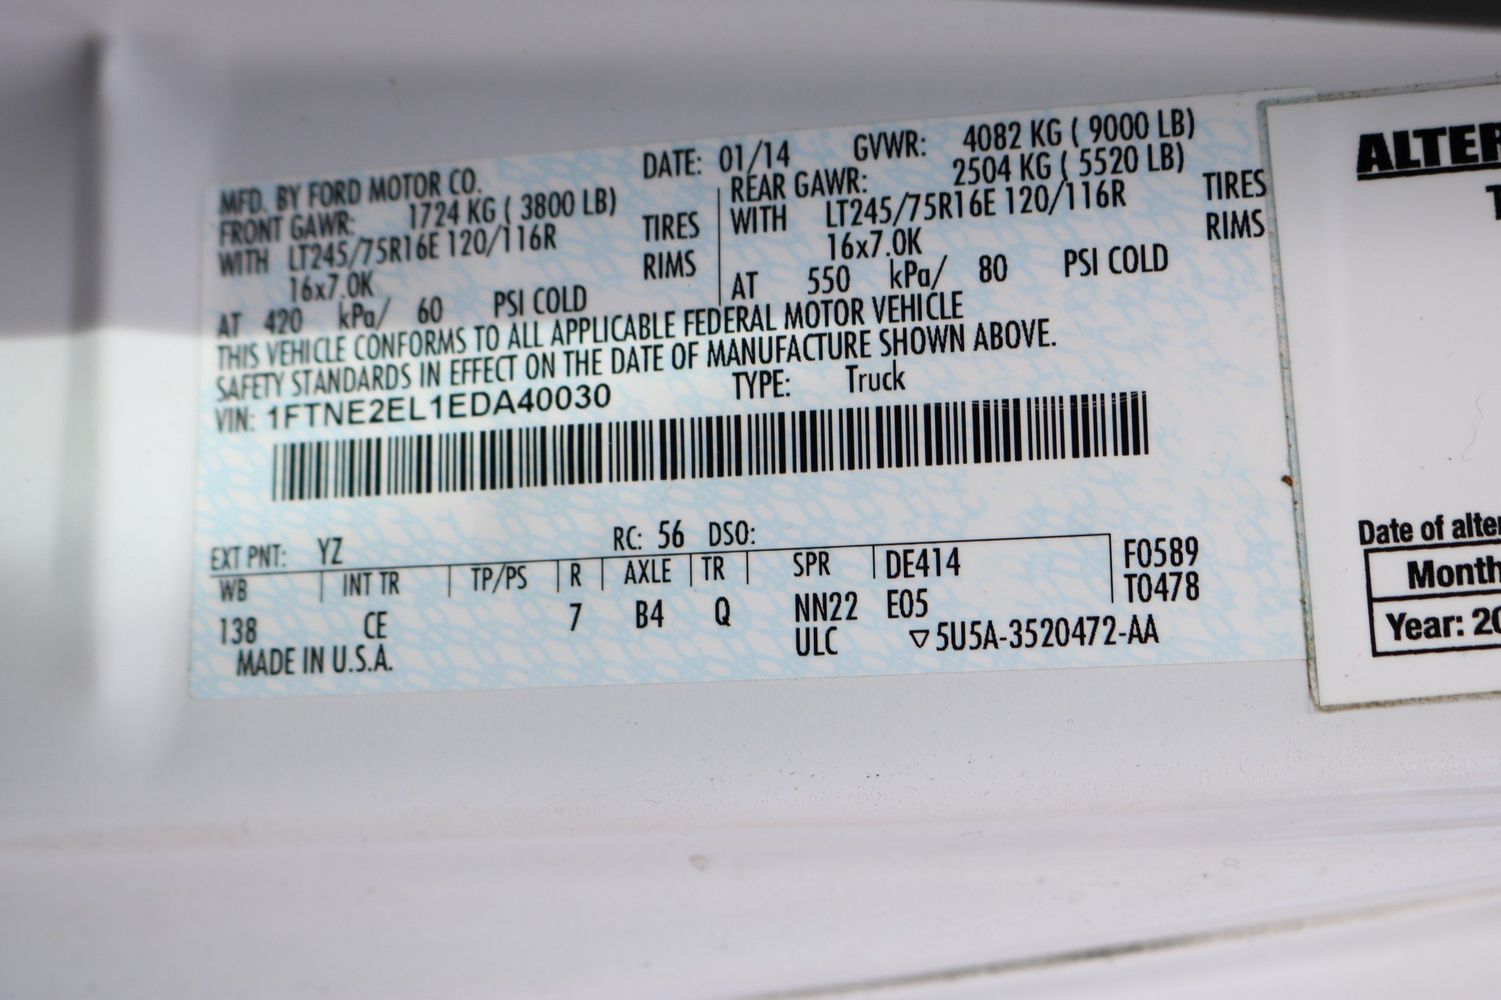 MFD. BY FORD MOTOR CO. DATE: 01/14 GVWR: 4082 KG ( 9000 LB)
FRONT GAWR: 1724 KG ( 3800 LB) REAR GAWR: 2504 KG ( 5520 LB)
WITH LT245/75R16E 120/116R TIRES WITH LT245/75R16E 120/116R TIRES
16x7.0K RIMS 16x7.0K RIMS
AT 420 kPa/ 60 PSI COLD AT 550 kPa/ 80 PSI COLD
THIS VEHICLE CONFORMS TO ALL APPLICABLE FEDERAL MOTOR VEHICLE
SAFETY STANDARDS IN EFFECT ON THE DATE OF MANUFACTURE SHOWN ABOVE.
VIN: 1FTNE2EL1EDA40030 TYPE: Truck
EXT PNT: YZ RC: 56 DSO:
WB INT TR TP/PS R AXLE TR SPR DE414 F0589
138 CE 7 B4 Q NN22 E05 T0478
MADE IN U.S.A. ULC ▽5U5A-3520472-AA
ALTER
T
Date of alte
Month
Year: 20